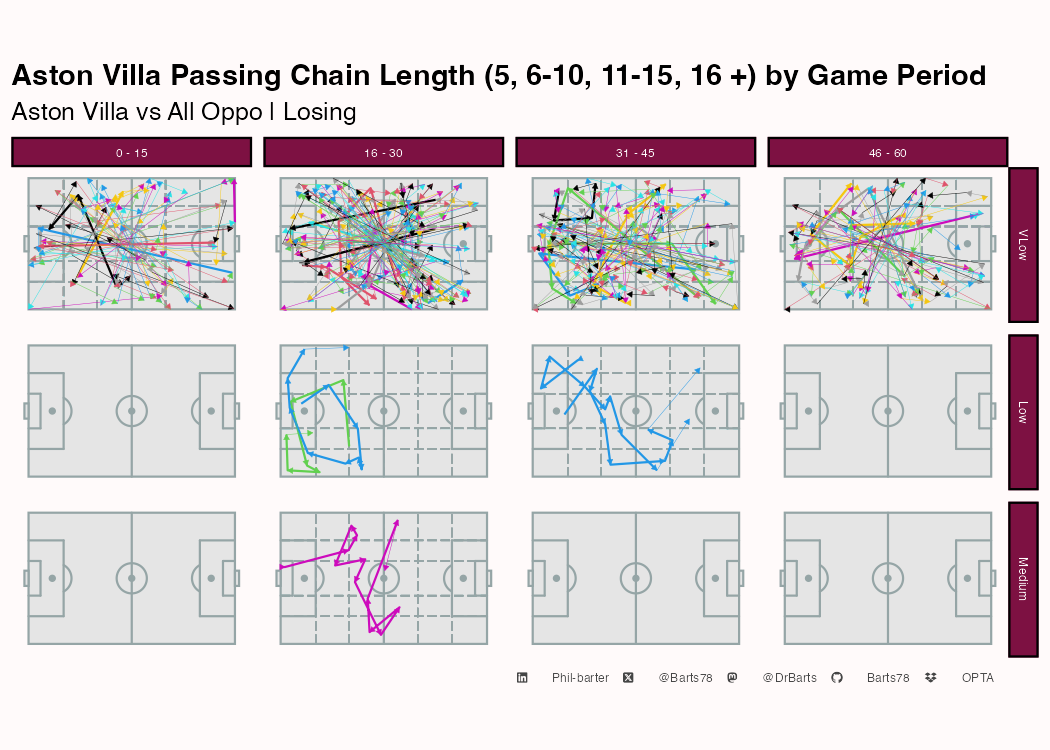 Aston Villa Passing Chain Length (5, 6-10, 11-15, 16 +) by Game Period
Aston Villa vs All Oppo | Losing
0 - 15
16 - 30
31 - 45
46 - 60
VLow
Low
Medium
Phil-barter @Barts78 @DrBarts Barts78 OPTA